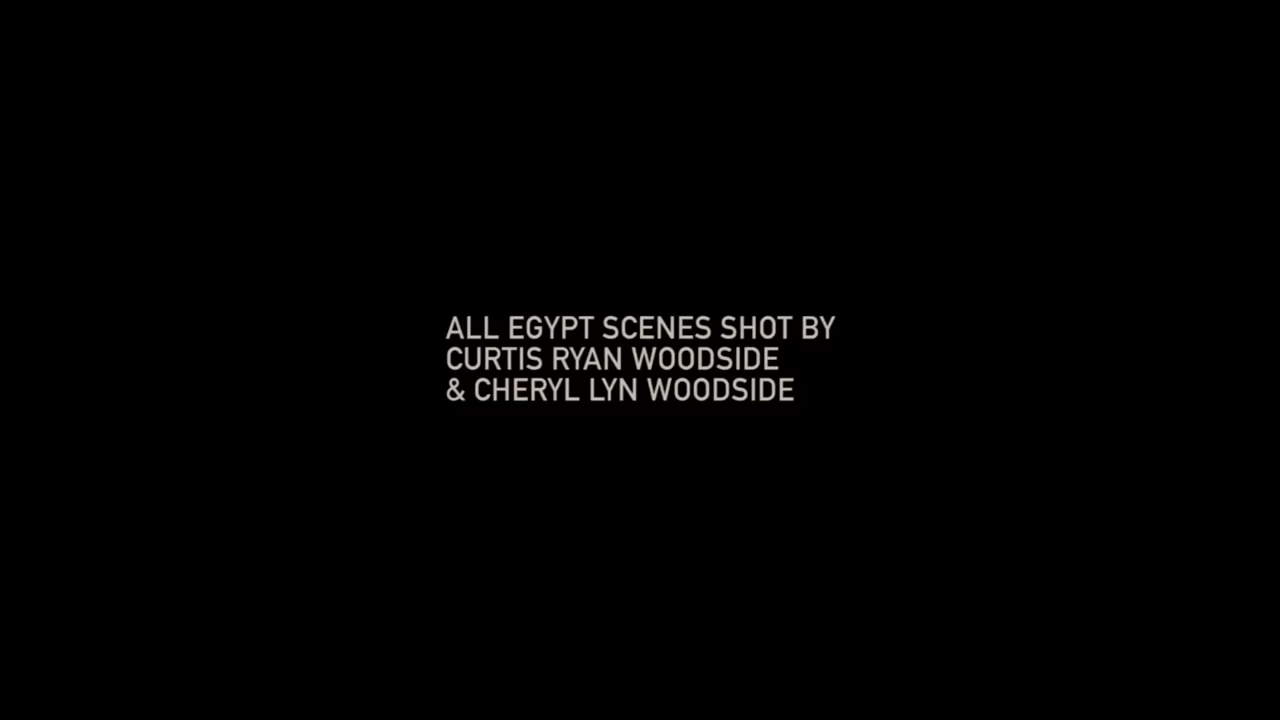 ALL EGYPT SCENES SHOT BY
CURTIS RYAN WOODSIDE
& CHERYL LYN WOODSIDE